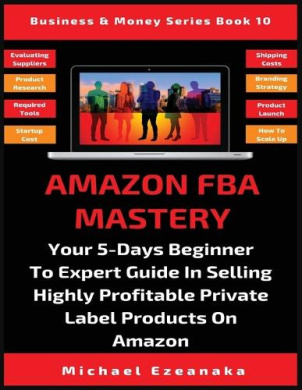 Business & Money Series Book 10
Evaluating
Suppliers
Product
Research
Required
Tools
Startup
Cost
Shipping
Costs
Branding
Strategy
Product
Launch
How To
Scale Up
AMAZON FBA
MASTERY
Your 5-Days Beginner
To Expert Guide In Selling
Highly Profitable Private
Label Products On
Amazon
Michael Ezeanaka